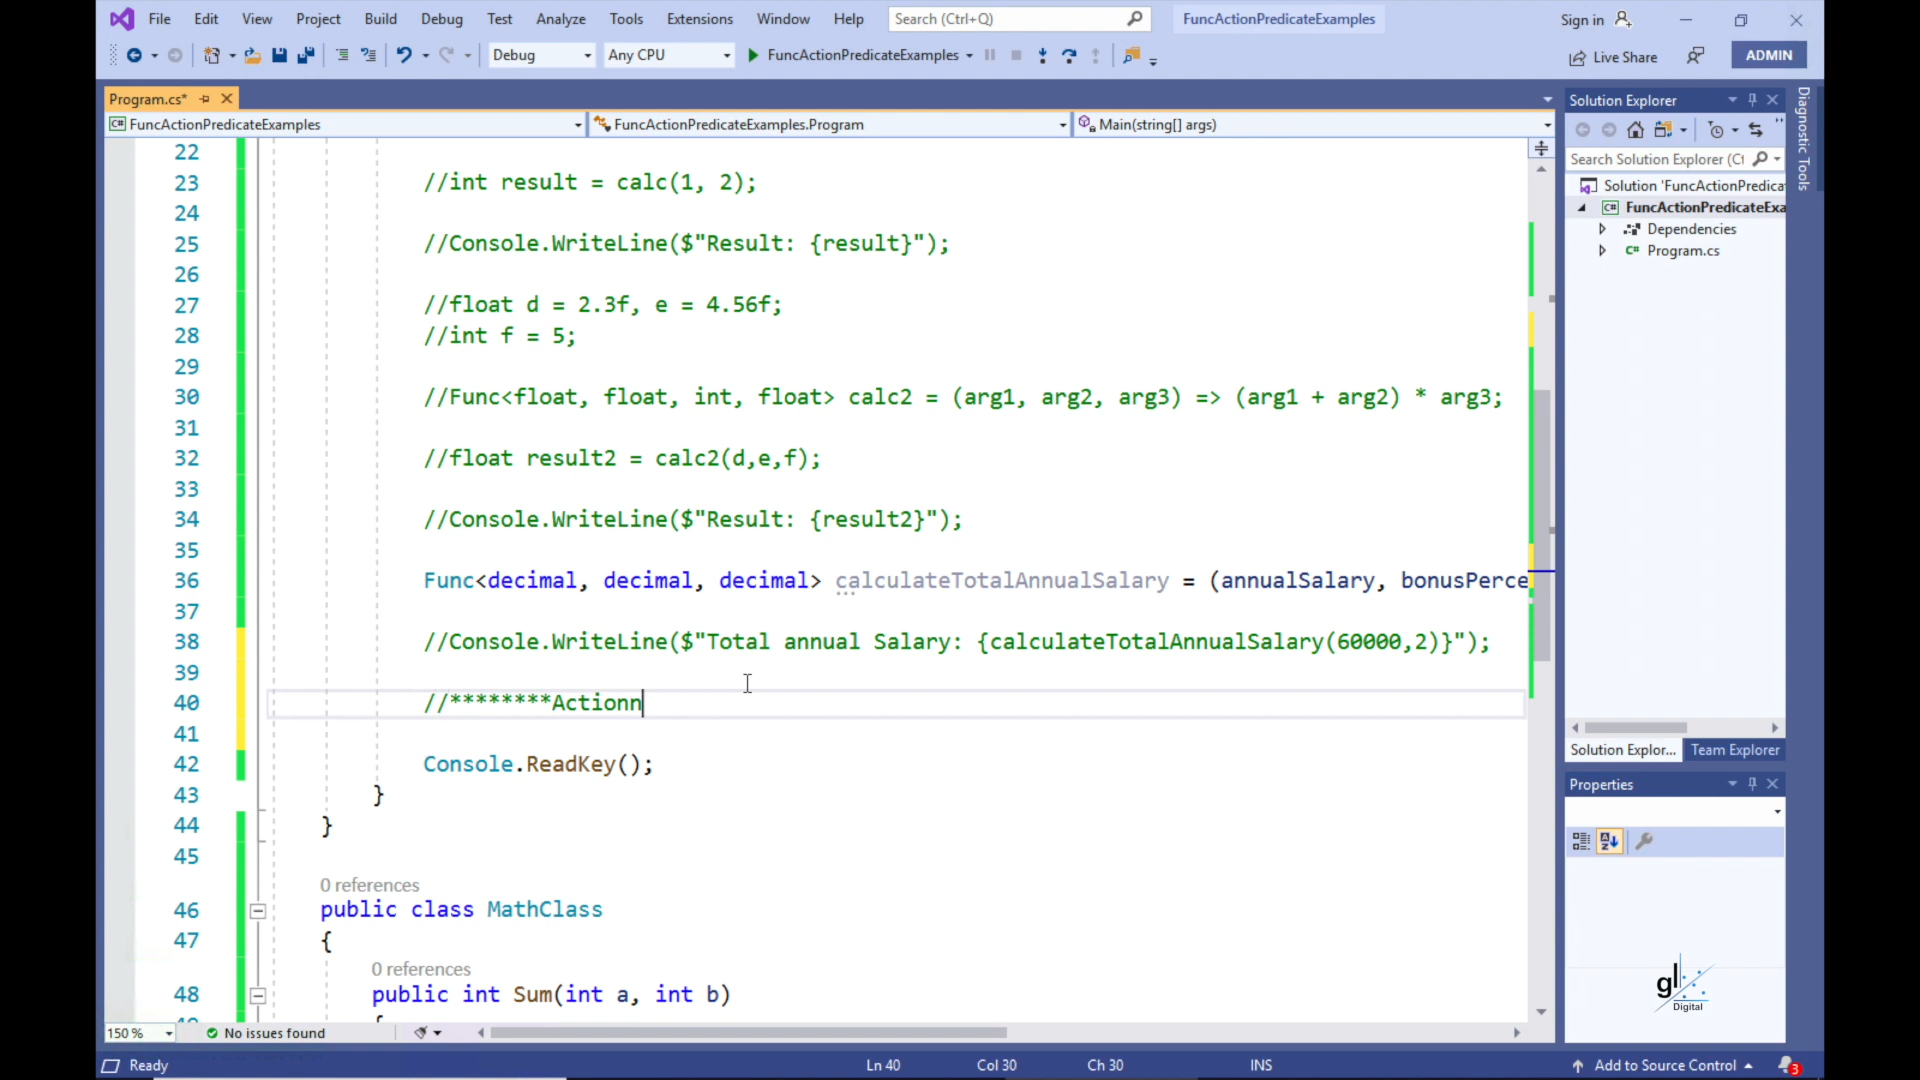 File Edit View Project Build Debug Test Analyze Tools Extensions Window Help Search (Ctrl+Q) FuncActionPredicateExamples Sign in
Debug Any CPU FuncActionPredicateExamples Live Share ADMIN
Program.cs*
FuncActionPredicateExamples FuncActionPredicateExamples.Program Main(string[] args)
22
23 //int result = calc(1, 2);
24
25 //Console.WriteLine($"Result: {result}");
26
27 //float d = 2.3f, e = 4.56f;
28 //int f = 5;
29
30 //Func<float, float, int, float> calc2 = (arg1, arg2, arg3) => (arg1 + arg2) * arg3;
31
32 //float result2 = calc2(d,e,f);
33
34 //Console.WriteLine($"Result: {result2}");
35
36 Func<decimal, decimal, decimal> calculateTotalAnnualSalary = (annualSalary, bonusPerce
37
38 //Console.WriteLine($"Total annual Salary: {calculateTotalAnnualSalary(60000,2)}");
39
40 //********Actionn
41
42 Console.ReadKey();
43 }
44 }
45
0 references
46 public class MathClass
47 {
0 references
48 public int Sum(int a, int b)
150 % No issues found
Ready Ln 40 Col 30 Ch 30 INS Add to Source Control 3
Solution Explorer
Search Solution Explorer (Ct
Solution 'FuncActionPredica
FuncActionPredicateExa
Dependencies
C# Program.cs
Solution Explor... Team Explorer
Properties
Diagnostic Tools
gl
Digital